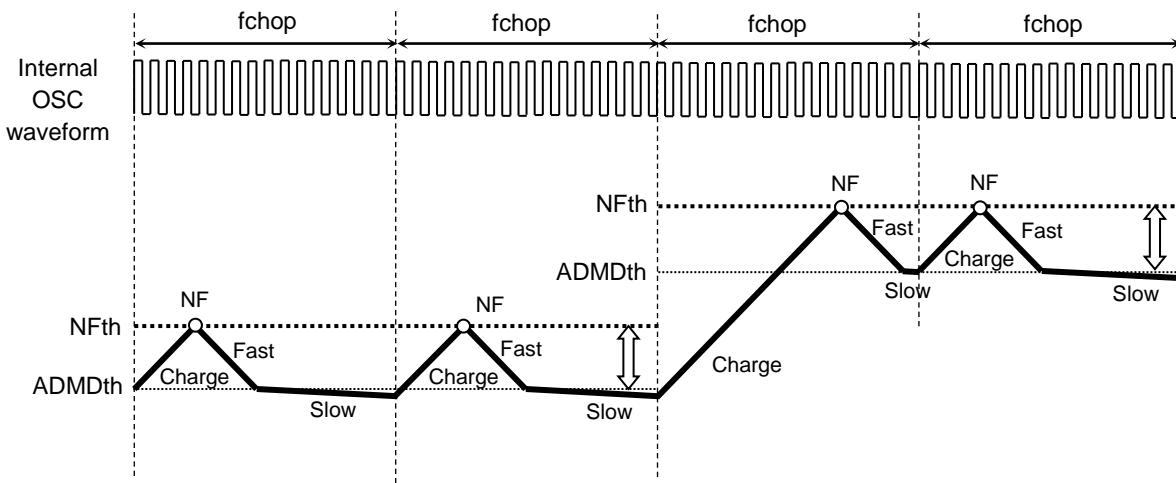 fchop fchop fchop fchop
Internal
OSC
waveform
NF NF
NFth
Fast Fast
ADMDth
Charge
Slow Slow
NF NF
NFth
Fast Fast
Charge
ADMDth Charge Charge
Slow Slow